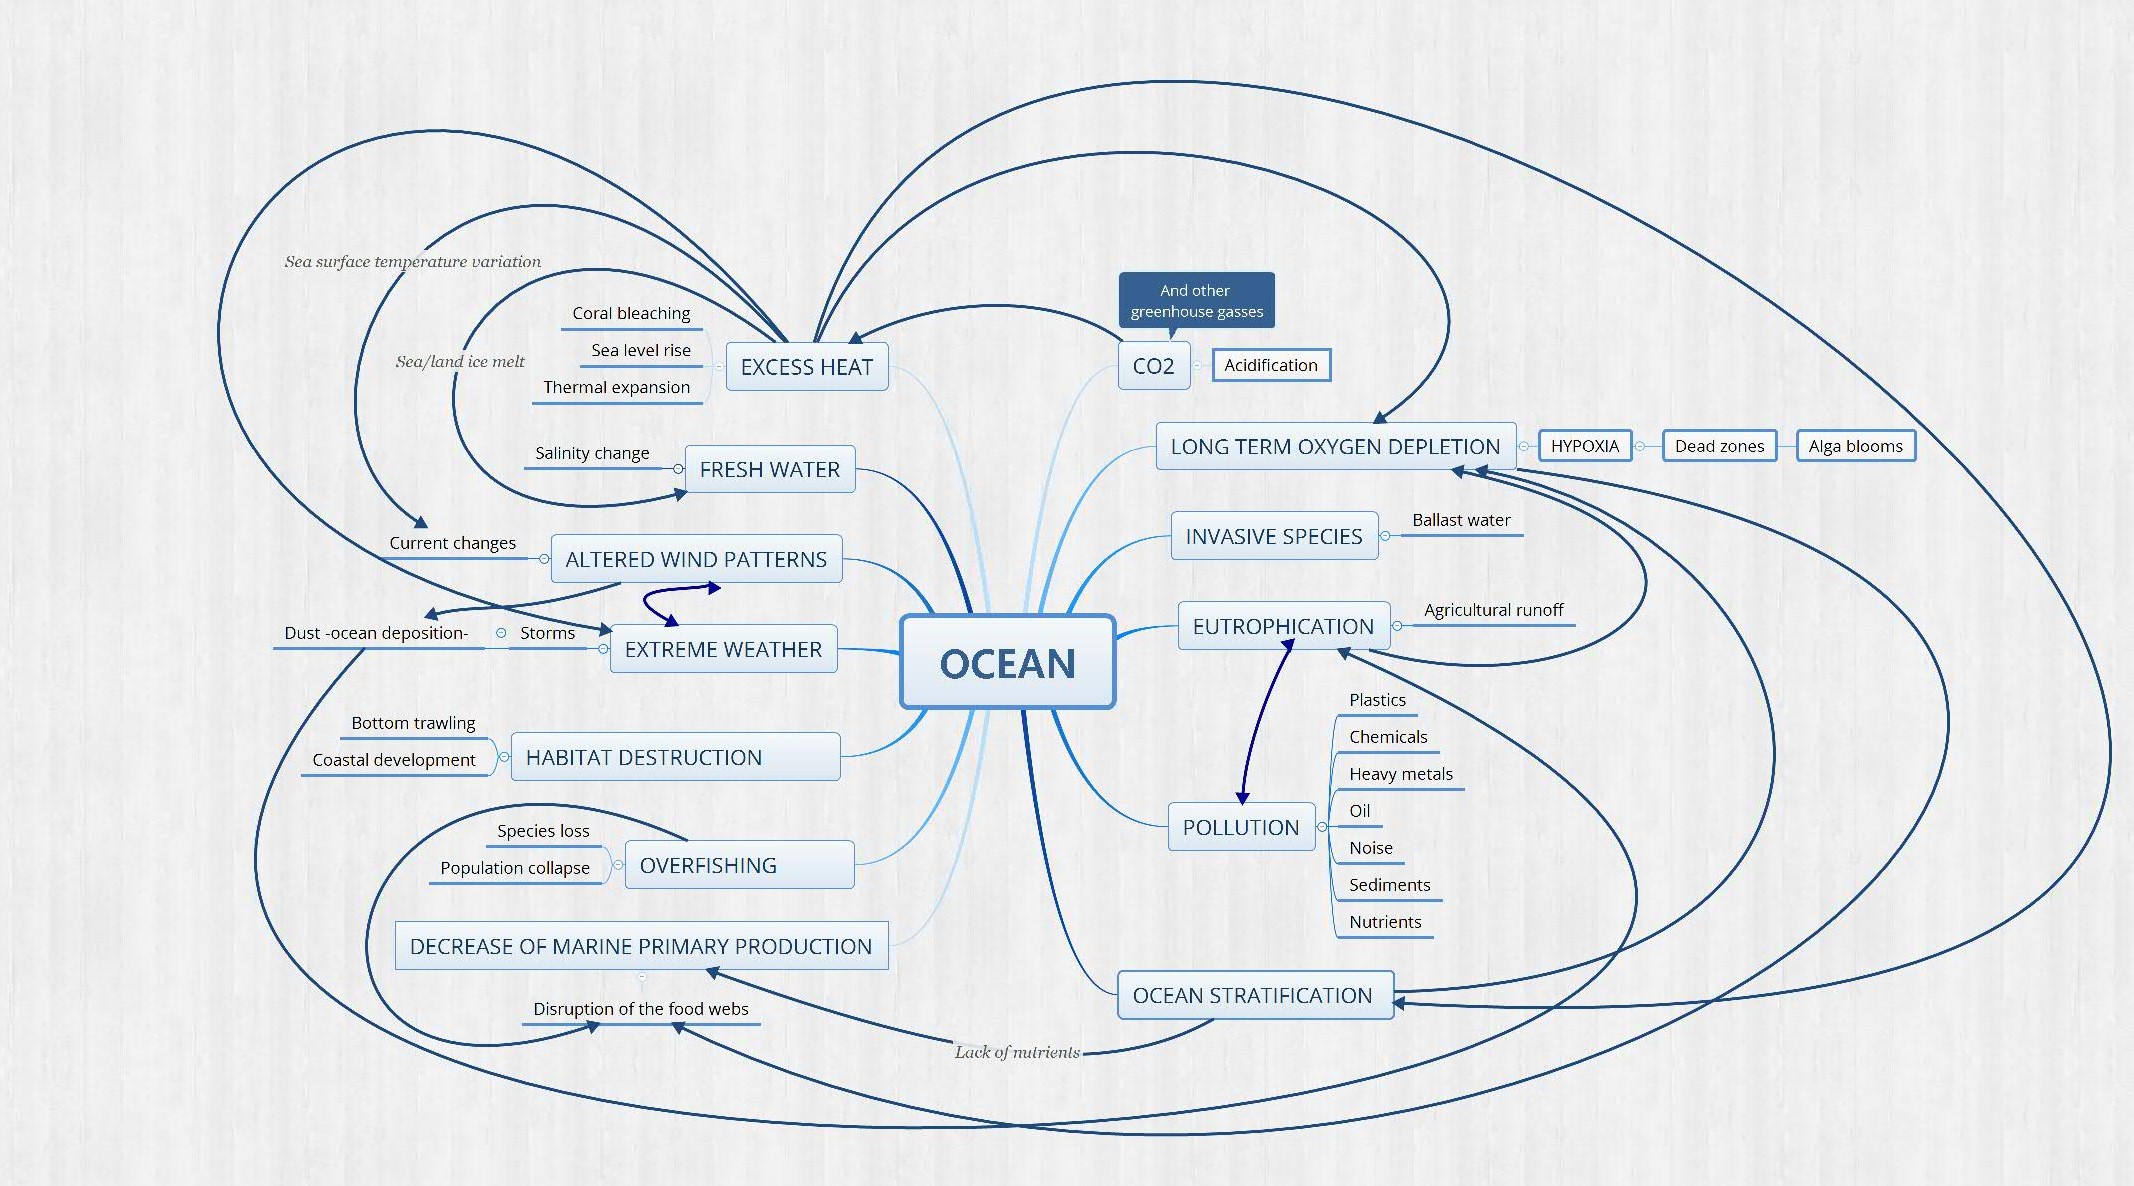 And other
greenhouse gasses
Sea surface temperature variation
Coral bleaching
Sea level rise
Thermal expansion
Sea/land ice melt
EXCESS HEAT
CO2
Acidification
Salinity change
FRESH WATER
LONG TERM OXYGEN DEPLETION
HYPOXIA
Dead zones
Alga blooms
Current changes
ALTERED WIND PATTERNS
INVASIVE SPECIES
Ballast water
Dust -ocean deposition-
Storms
EXTREME WEATHER
OCEAN
EUTROPHICATION
Agricultural runoff
Bottom trawling
Coastal development
HABITAT DESTRUCTION
Plastics
Chemicals
Heavy metals
Oil
Noise
Sediments
Nutrients
POLLUTION
Species loss
Population collapse
OVERFISHING
DECREASE OF MARINE PRIMARY PRODUCTION
Disruption of the food webs
OCEAN STRATIFICATION
Lack of nutrients